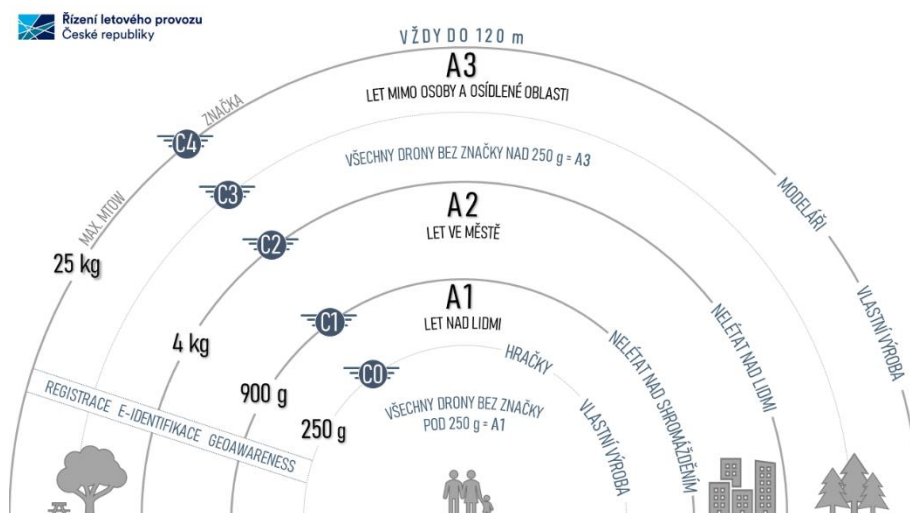 Řízení letového provozu
České republiky
VŽDY DO 120 m
A3
LET MIMO OSOBY A OSÍDLENÉ OBLASTI
ZNAČKA
C4
VŠECHNY DRONY BEZ ZNAČKY NAD 250 g = A3
C3
MODELÁŘI
MAX. MTOW
A2
LET VE MĚSTĚ
C2
25 kg
A1
LET NAD LIDMI
C1
VLASTNÍ VÝROBA
NELÉTAT NAD LIDMI
4 kg
HRAČKY
NELÉTAT NAD SHROMÁŽDĚNÍM
C0
900 g
VŠECHNY DRONY BEZ ZNAČKY
POD 250 g = A1
VLASTNÍ VÝROBA
250 g
REGISTRACE E-IDENTIFIKACE GEOAWARENESS